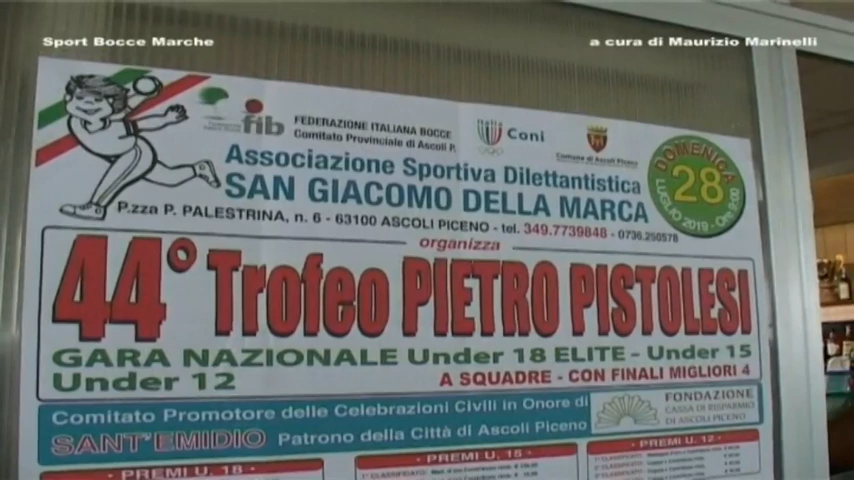 Sport Bocce Marche
a cura di Maurizio Marinelli
fib
FEDERAZIONE ITALIANA BOCCE
Comitato Provinciale di Ascoli P.
Italia
Coni
Comune di Ascoli Piceno
DOMENICA
28
LUGLIO 2019 - Ore 9:00
Associazione Sportiva Dilettantistica
SAN GIACOMO DELLA MARCA
P.zza P. PALESTRINA, n. 6 - 63100 ASCOLI PICENO - tel. 349.7739848 - 0736.250578
organizza
44° Trofeo PIETRO PISTOLESI
GARA NAZIONALE Under 18 ELITE - Under 15
Under 12
A SQUADRE - CON FINALI MIGLIORI 4
Comitato Promotore delle Celebrazioni Civili in Onore di
SANT'EMIDIO Patrono della Città di Ascoli Piceno
FONDAZIONE
CASSA DI RISPARMIO
DI ASCOLI PICENO
PREMI U. 18
PREMI U. 15
PREMI U. 12